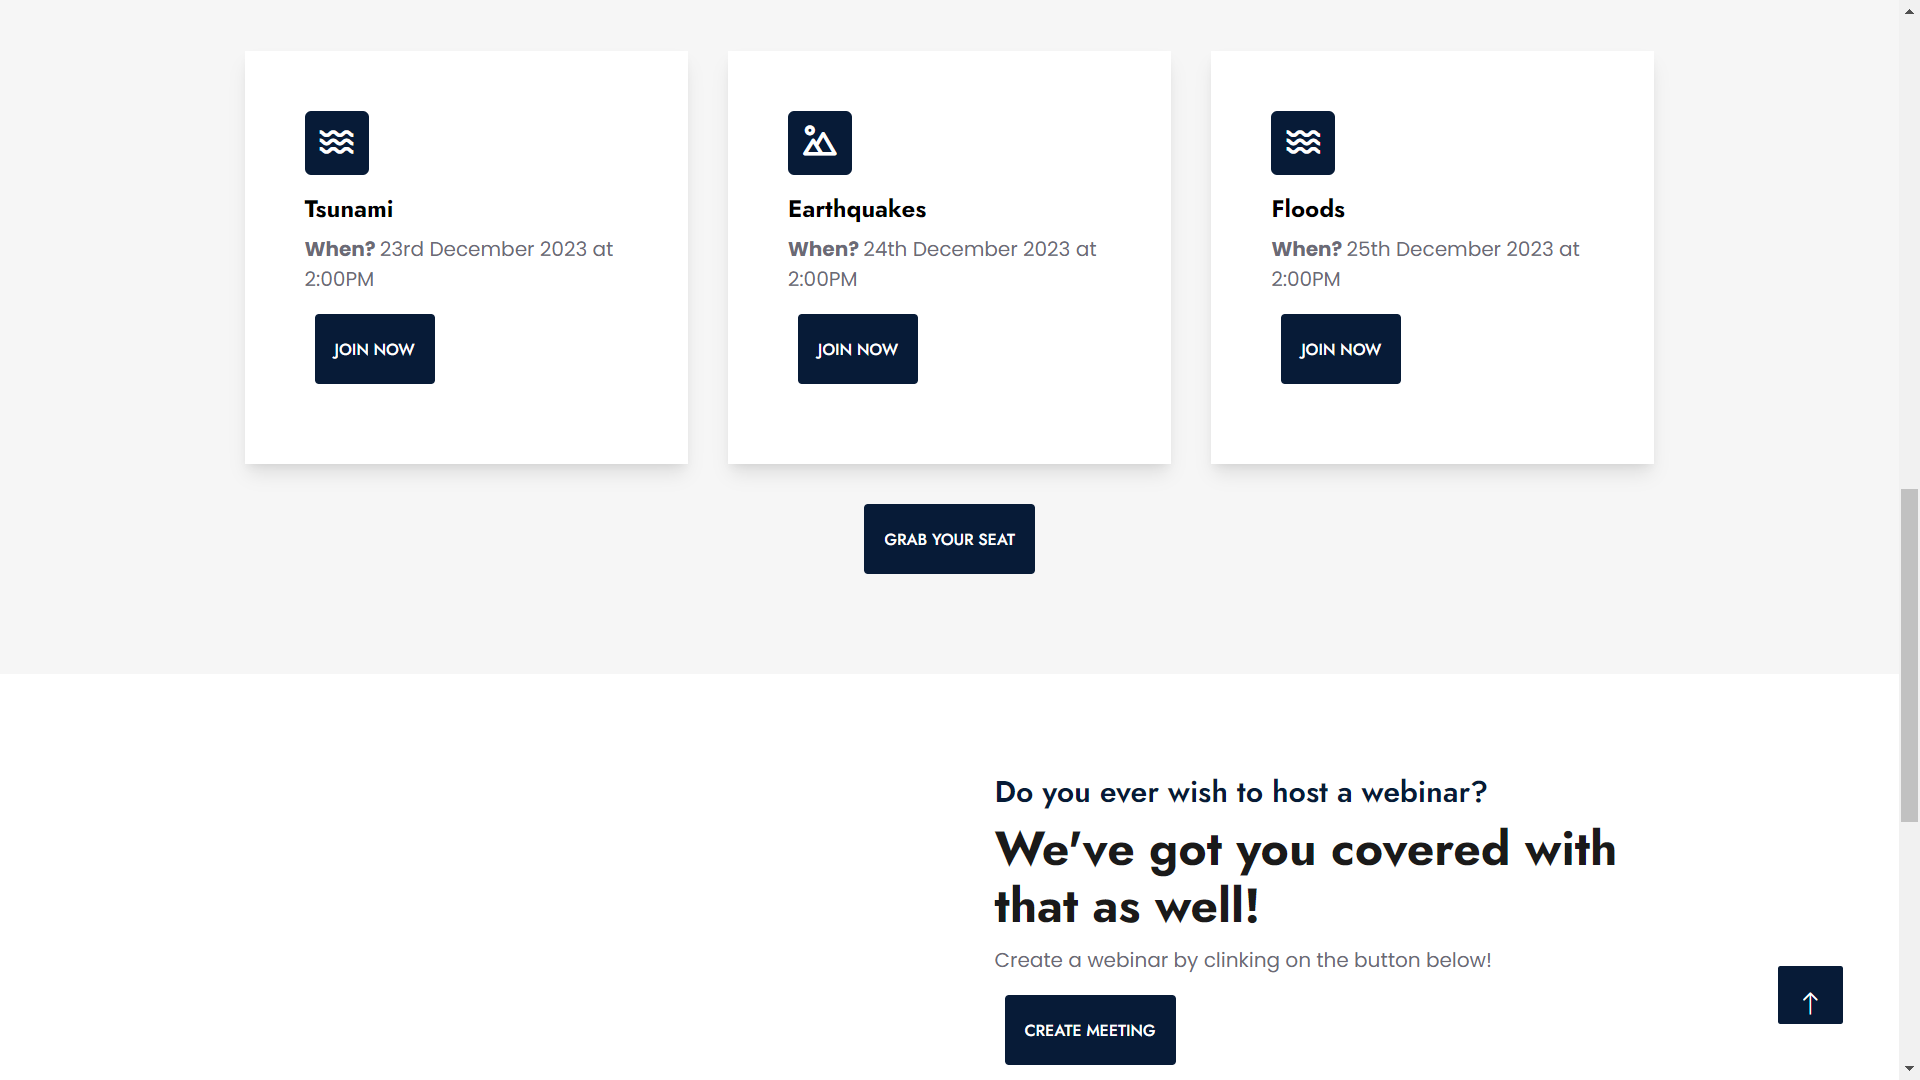 Tsunami
When? 23rd December 2023 at
2:00PM
JOIN NOW
Earthquakes
When? 24th December 2023 at
2:00PM
JOIN NOW
Floods
When? 25th December 2023 at
2:00PM
JOIN NOW
GRAB YOUR SEAT
Do you ever wish to host a webinar?
We've got you covered with
that as well!
Create a webinar by clinking on the button below!
CREATE MEETING